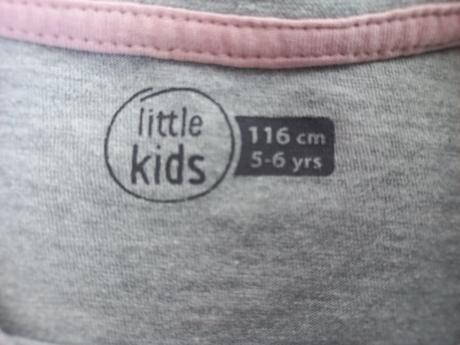 little
kids
116 cm
5-6 yrs